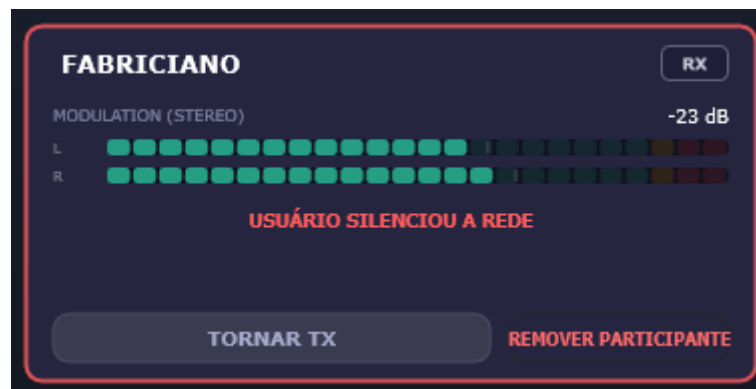 FABRICIANO
RX
MODULATION (STEREO)
-23 dB
L
R
USUÁRIO SILENCIOU A REDE
TORNAR TX
REMOVER PARTICIPANTE